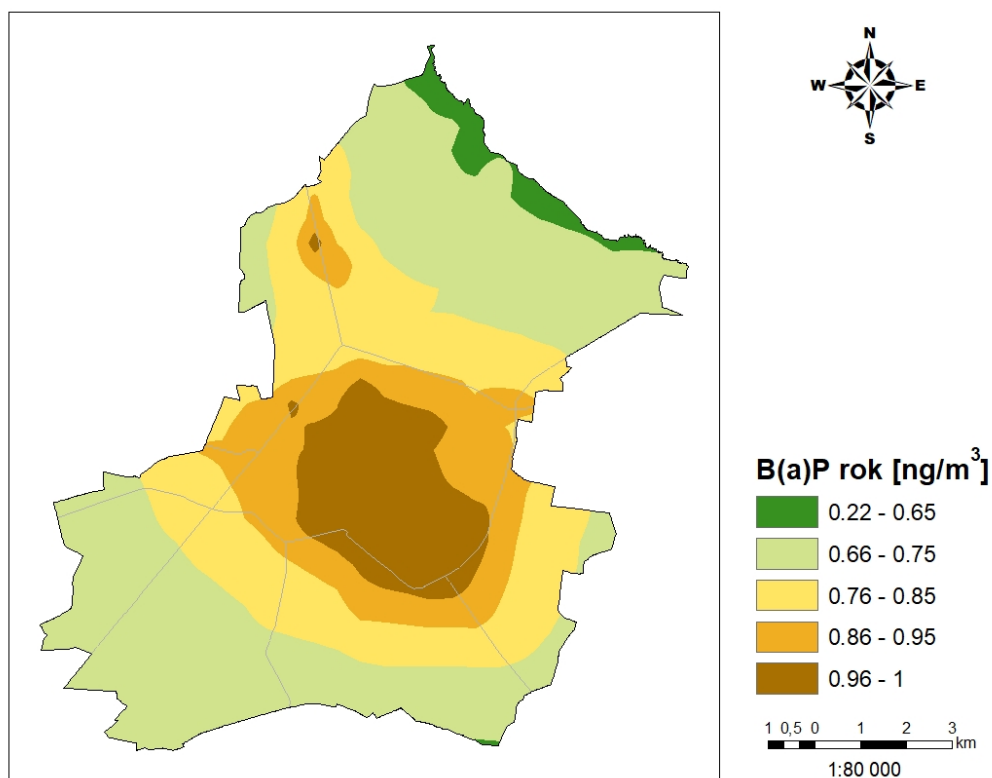 N
W E
S
B(a)P rok [ng/m³]
0.22 - 0.65
0.66 - 0.75
0.76 - 0.85
0.86 - 0.95
0.96 - 1
1 0,5 0 1 2 3
km
1:80 000